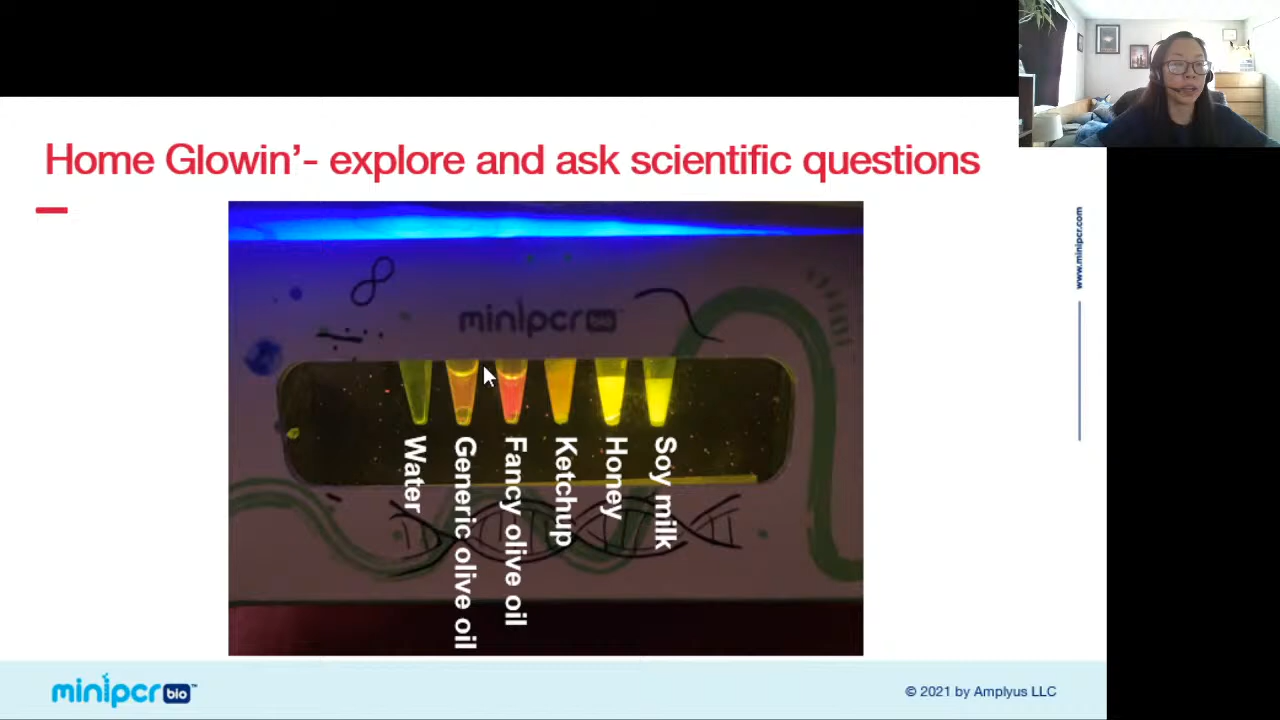 Home Glowin’- explore and ask scientific questions
www.minipcr.com
minipcr bio
Water
Generic olive oil
Fancy olive oil
Ketchup
Honey
Soy milk
minipcr bio™
© 2021 by Amplyus LLC